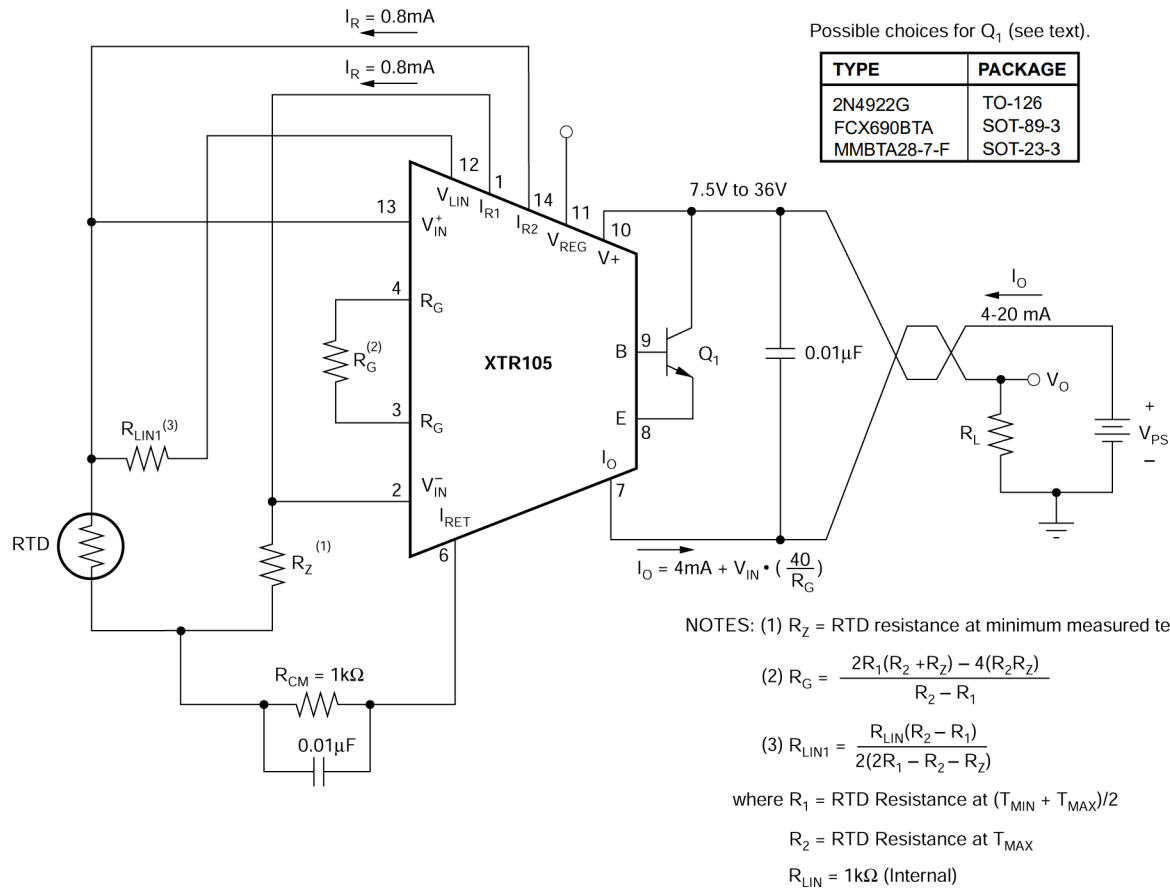 I_R = 0.8mA
I_R = 0.8mA
Possible choices for Q_1 (see text).
TYPE PACKAGE
2N4922G TO-126
FCX690BTA SOT-89-3
MMBTA28-7-F SOT-23-3
12
1
14
11
10
7.5V to 36V
13
V_LIN
I_R1
I_R2
V_REG
V+
V_IN^+
4
R_G
R_G^(2)
XTR105
B
9
Q_1
0.01μF
I_O
4-20 mA
V_O
3
R_G
E
8
R_L
+
V_PS
–
R_LIN1^(3)
2
V_IN^–
I_RET
6
I_O
7
RTD
R_Z^(1)
I_O = 4mA + V_IN • (40/R_G)
R_CM = 1kΩ
0.01μF
NOTES: (1) R_Z = RTD resistance at minimum measured te
(2) R_G = 2R_1(R_2 +R_Z) – 4(R_2R_Z) / R_2 – R_1
(3) R_LIN1 = R_LIN(R_2 – R_1) / 2(2R_1 – R_2 – R_Z)
where R_1 = RTD Resistance at (T_MIN + T_MAX)/2
R_2 = RTD Resistance at T_MAX
R_LIN = 1kΩ (Internal)